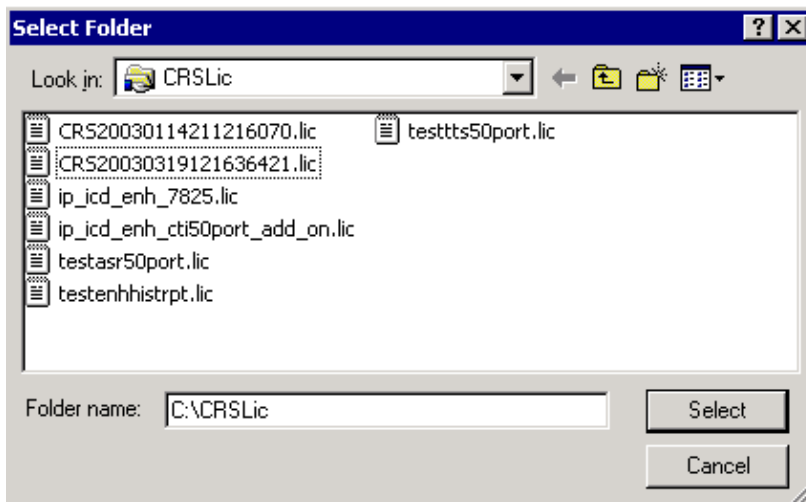 Select Folder
Look in: CRSLic
CRS20030114211216070.lic
CRS20030319121636421.lic
ip_icd_enh_7825.lic
ip_icd_enh_cti50port_add_on.lic
testasr50port.lic
testenhhistrpt.lic
testtts50port.lic
Folder name: C:\CRSLic
Select
Cancel